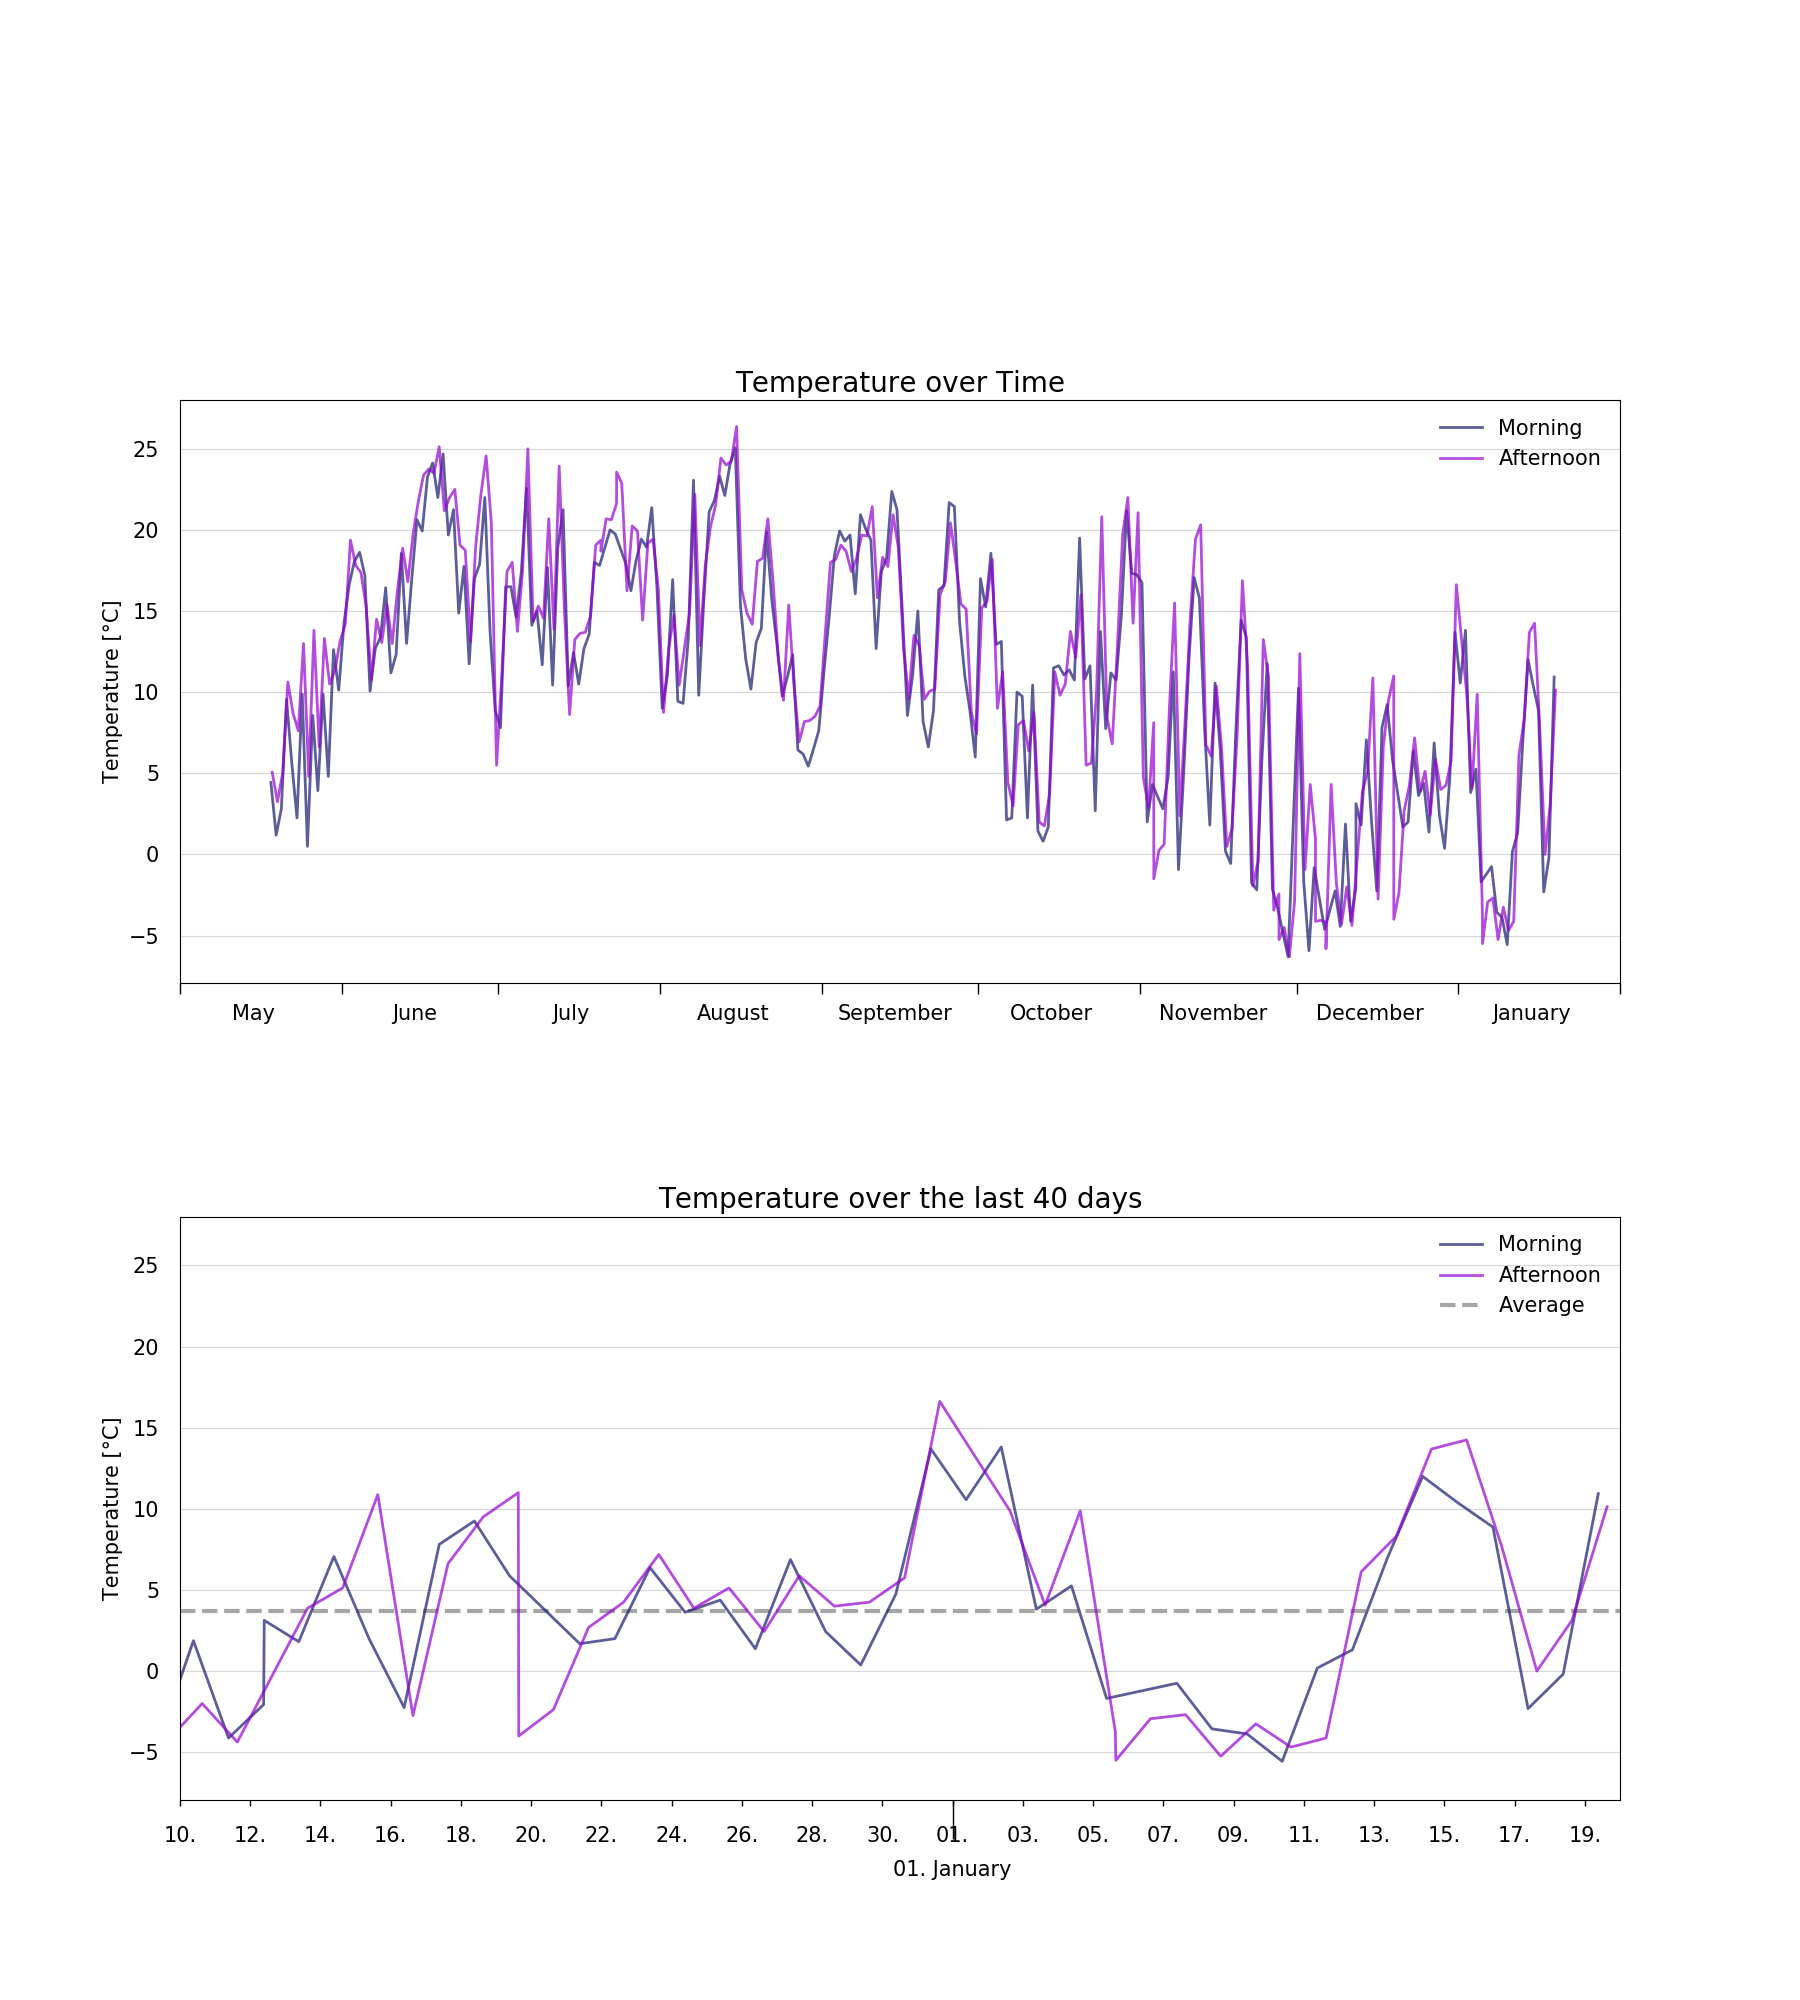 Temperature over Time
Morning
Afternoon
25
20
15
10
5
0
−5
Temperature [°C]
May June July August September October November December January
Temperature over the last 40 days
Morning
Afternoon
Average
25
20
15
10
5
0
−5
Temperature [°C]
10. 12. 14. 16. 18. 20. 22. 24. 26. 28. 30. 01. 03. 05. 07. 09. 11. 13. 15. 17. 19.
01. January